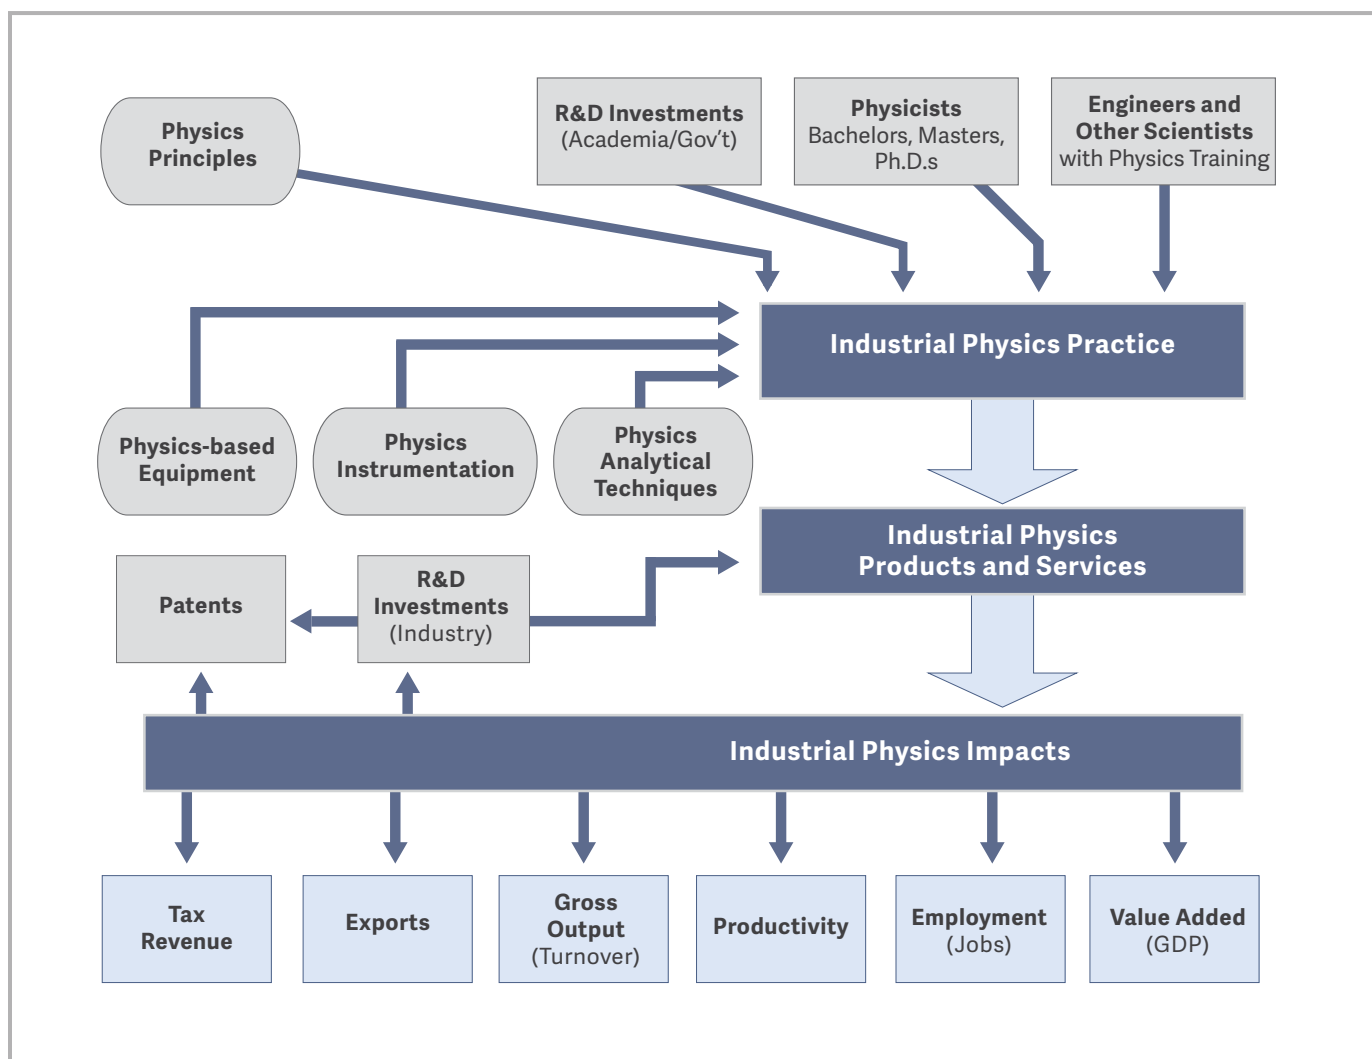 Physics
Principles
R&D Investments
(Academia/Gov’t)
Physicists
Bachelors, Masters,
Ph.D.s
Engineers and
Other Scientists
with Physics Training
Industrial Physics Practice
Physics-based
Equipment
Physics
Instrumentation
Physics
Analytical
Techniques
Industrial Physics
Products and Services
Patents
R&D
Investments
(Industry)
Industrial Physics Impacts
Tax
Revenue
Exports
Gross
Output
(Turnover)
Productivity
Employment
(Jobs)
Value Added
(GDP)